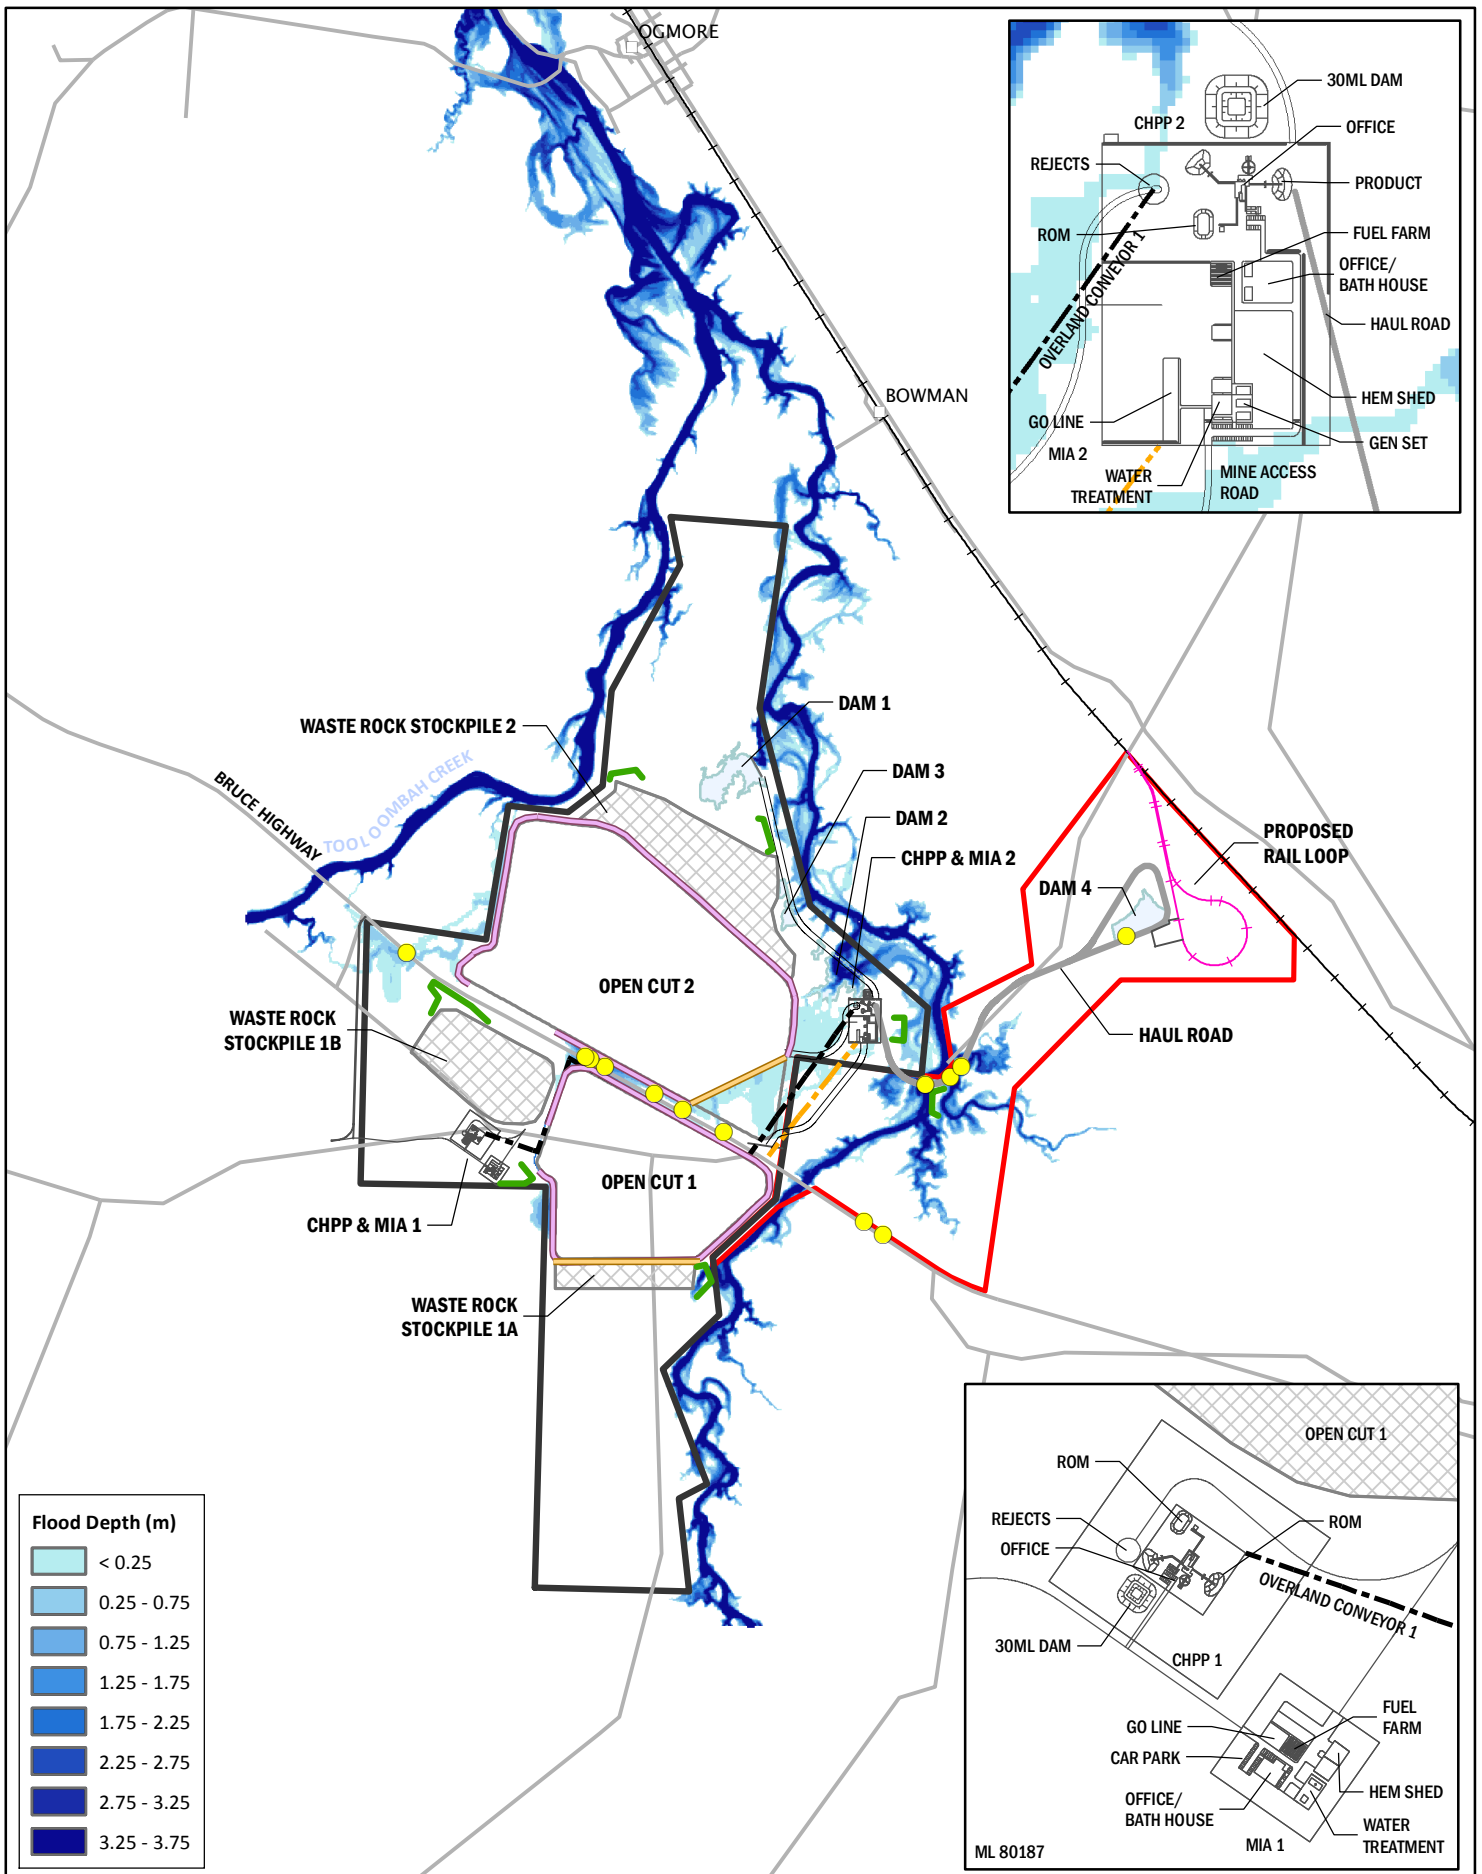 OGMORE
BOWMAN
30ML DAM
CHPP 2
OFFICE
REJECTS
PRODUCT
ROM
FUEL FARM
OFFICE/
BATH HOUSE
OVERLAND CONVEYOR 1
HAUL ROAD
HEM SHED
GO LINE
GEN SET
MIA 2
WATER
TREATMENT
MINE ACCESS
ROAD
DAM 1
WASTE ROCK STOCKPILE 2
TOOLOOMBAH CREEK
BRUCE HIGHWAY
DAM 3
DAM 2
CHPP & MIA 2
PROPOSED
RAIL LOOP
DAM 4
OPEN CUT 2
WASTE ROCK
STOCKPILE 1B
HAUL ROAD
OPEN CUT 1
CHPP & MIA 1
WASTE ROCK
STOCKPILE 1A
OPEN CUT 1
ROM
REJECTS
ROM
OFFICE
OVERLAND CONVEYOR 1
30ML DAM
CHPP 1
FUEL
FARM
GO LINE
CAR PARK
OFFICE/
BATH HOUSE
HEM SHED
WATER
TREATMENT
MIA 1
ML 80187
Flood Depth (m)
< 0.25
0.25 - 0.75
0.75 - 1.25
1.25 - 1.75
1.75 - 2.25
2.25 - 2.75
2.75 - 3.25
3.25 - 3.75